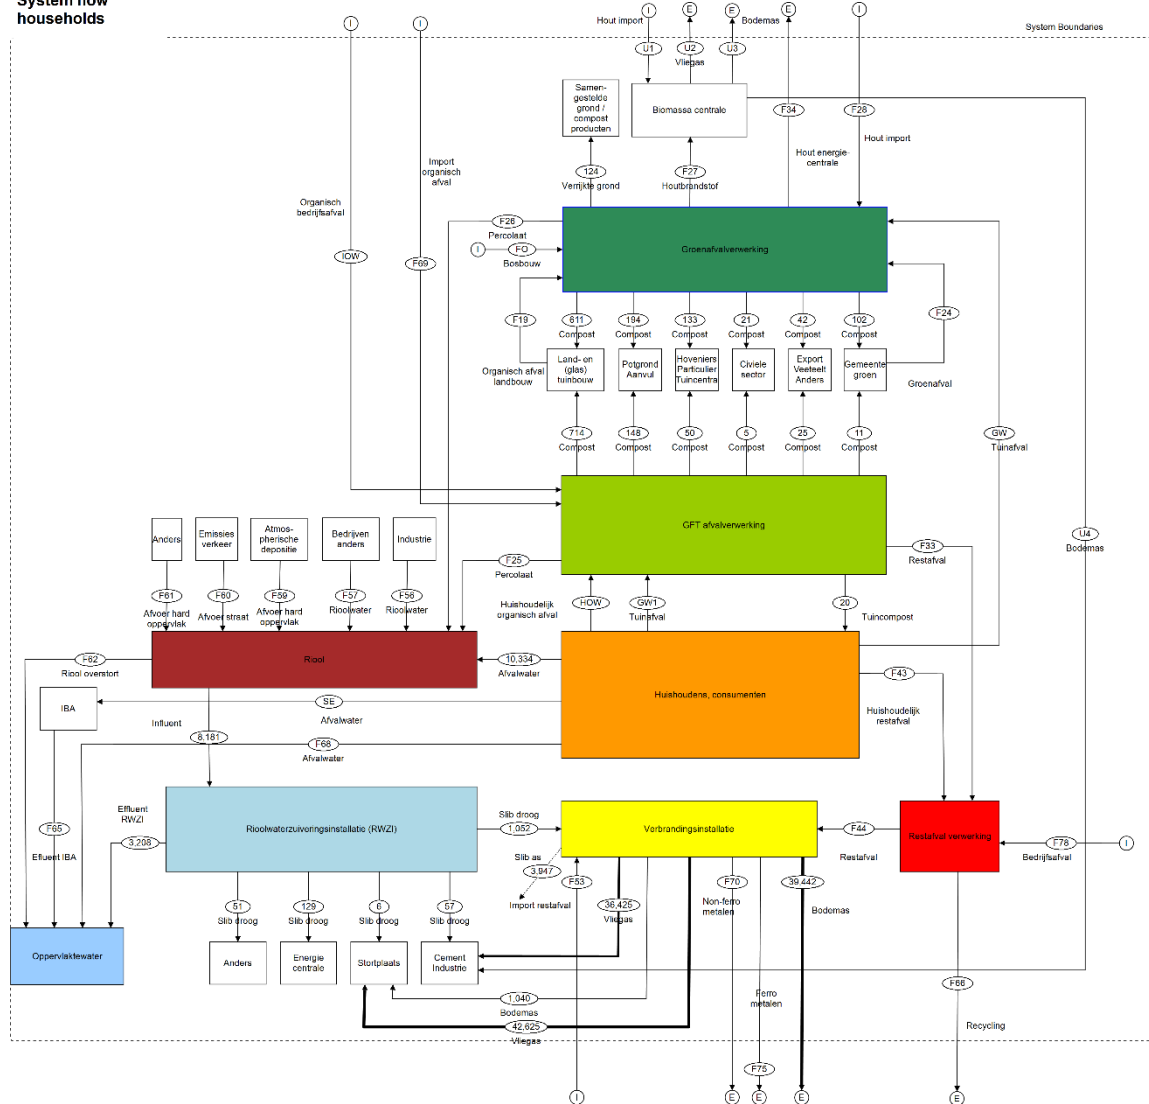 System flow
households
I
I
Hout import
I
E
E
Bodemas
E
I
System Boundaries
U1
U2
U3
Vliegas
Samen-
gestelde
grond /
compost
producten
Biomassa centrale
F34
F28
Hout import
Hout energie-
centrale
Import
organisch
afval
124
Verrijkte grond
F27
Houtbrandstof
Organisch
bedrijfsafval
F26
Percolaat
I
FO
Bosbouw
Groenafvalverwerking
IOW
F69
F19
611
194
133
21
42
102
F24
Compost
Compost
Compost
Compost
Compost
Compost
Organisch afval
landbouw
Land- en
(glas)
tuinbouw
Potgrond
Aanvul
Hoveniers
Particulier
Tuincentra
Civiele
sector
Export
Veeteelt
Anders
Gemeente
groen
Groenafval
714
148
50
5
25
11
GW
Compost
Compost
Compost
Compost
Compost
Compost
Tuinafval
GFT afvalverwerking
Anders
Emissies
verkeer
Atmos-
pherische
depositie
Bedrijven
anders
Industrie
U4
Bodemas
F25
Percolaat
F33
Restafval
F61
F60
F59
F57
F56
Afvoer hard
oppervlak
Afvoer straat
Afvoer hard
oppervlak
Rioolwater
Rioolwater
Huishoudelijk
organisch afval
HOW
GW1
Tuinafval
20
Tuincompost
F62
Riool overstort
Riool
10,334
Afvalwater
Huishoudens, consumenten
F43
Huishoudelijk
restafval
IBA
SE
Afvalwater
Influent
8.181
F68
Afvalwater
Effluent
RWZI
3,208
F65
Efluent IBA
Rioolwaterzuiveringsinstallatie (RWZI)
Slib droog
1,052
Slib as
3,947
Verbrandingsinstallatie
F44
Restafval
Restafval verwerking
F78
Bedrijfsafval
I
Import restafval
F53
36,425
Vliegas
F70
Non-ferro
metalen
39,442
Bodemas
51
129
6
57
Slib droog
Slib droog
Slib droog
Slib droog
Oppervlaktewater
Anders
Energie
centrale
Stortplaats
Cement
Industrie
1.040
Bodemas
42,625
Vliegas
Ferro
metalen
F66
Recycling
F75
I
E
E
E
E